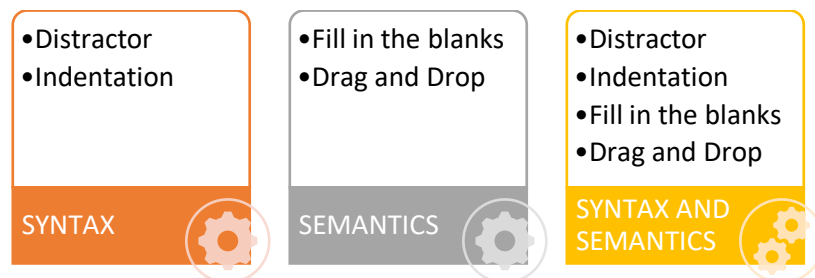 •Distractor
•Indentation
SYNTAX
•Fill in the blanks
•Drag and Drop
SEMANTICS
•Distractor
•Indentation
•Fill in the blanks
•Drag and Drop
SYNTAX AND
SEMANTICS